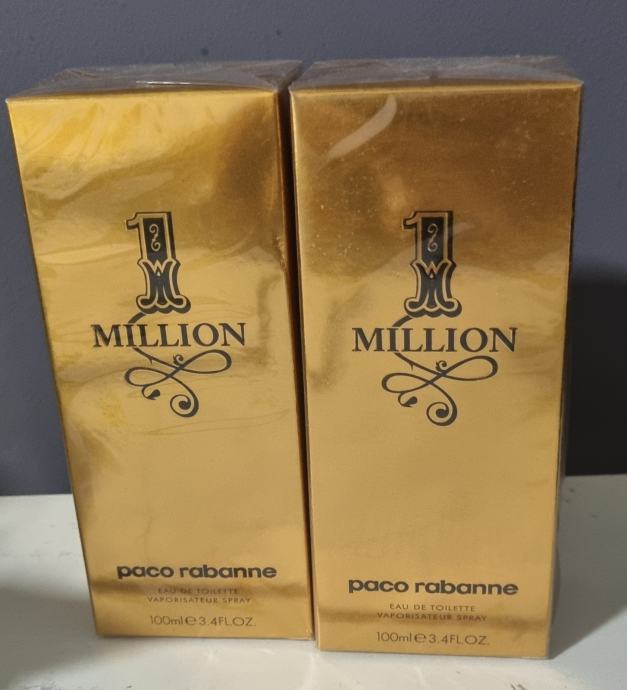 1
MILLION
paco rabanne
EAU DE TOILETTE
VAPORISATEUR SPRAY
100ml e 3.4FL.OZ.
1
MILLION
paco rabanne
EAU DE TOILETTE
VAPORISATEUR SPRAY
100ml e 3.4FL.OZ.